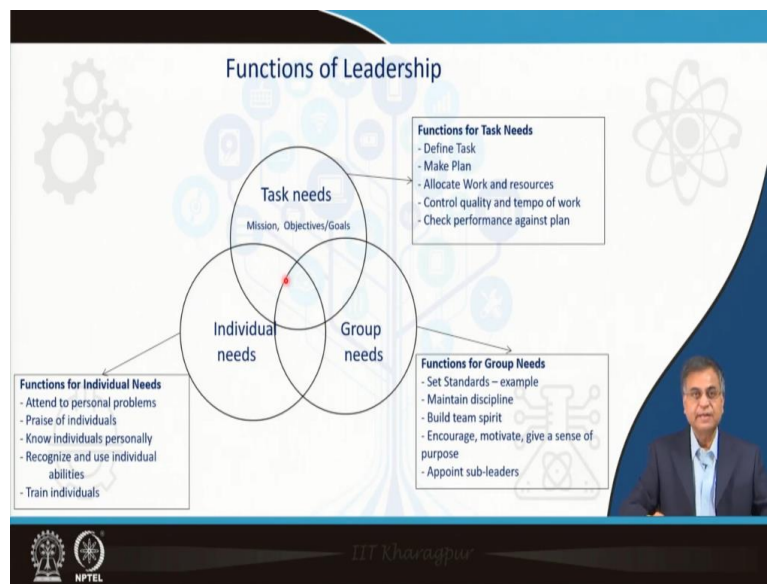 Functions of Leadership
Task needs
Mission, Objectives/Goals
Individual
needs
Group
needs
Functions for Task Needs
- Define Task
- Make Plan
- Allocate Work and resources
- Control quality and tempo of work
- Check performance against plan
Functions for Individual Needs
- Attend to personal problems
- Praise of individuals
- Know individuals personally
- Recognize and use individual
abilities
- Train individuals
Functions for Group Needs
- Set Standards – example
- Maintain discipline
- Build team spirit
- Encourage, motivate, give a sense of
purpose
- Appoint sub-leaders
IIT Kharagpur
NPTEL